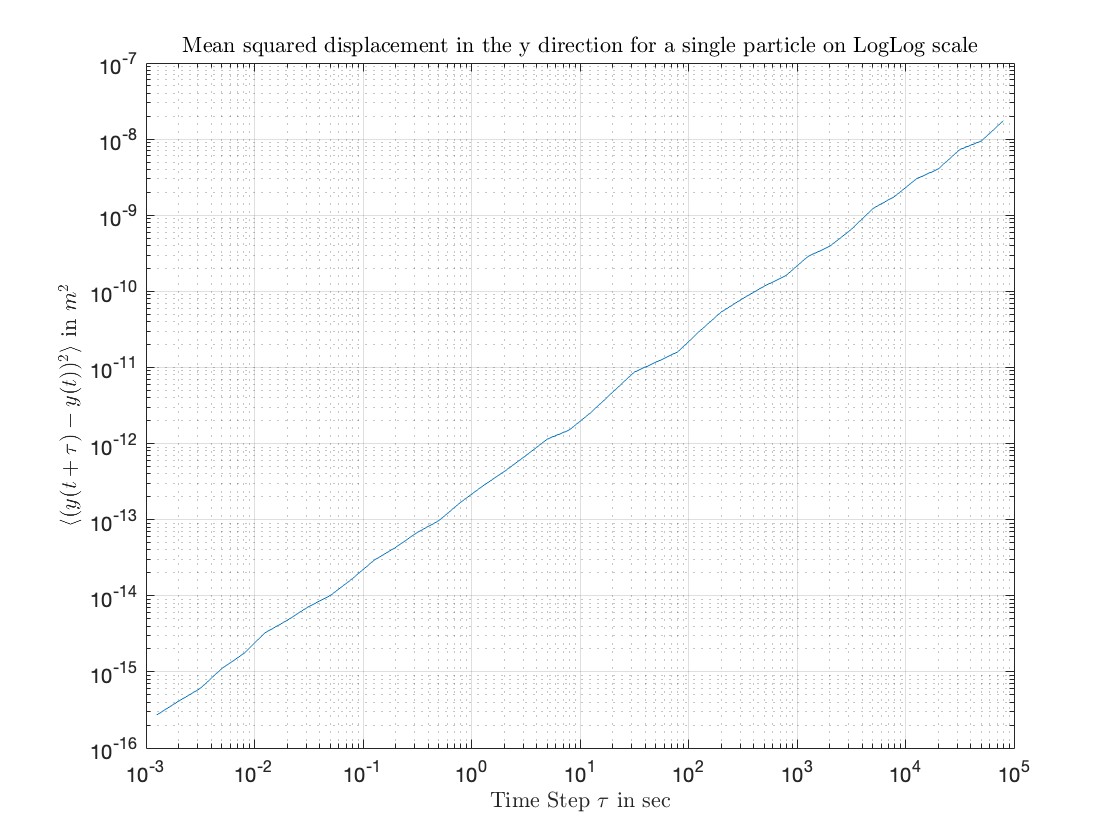 Mean squared displacement in the y direction for a single particle on LogLog scale
10^-7
10^-8
10^-9
10^-10
10^-11
10^-12
10^-13
10^-14
10^-15
10^-16
⟨(y(t + τ) − y(t))²⟩ in m²
10^-3 10^-2 10^-1 10^0 10^1 10^2 10^3 10^4 10^5
Time Step τ in sec